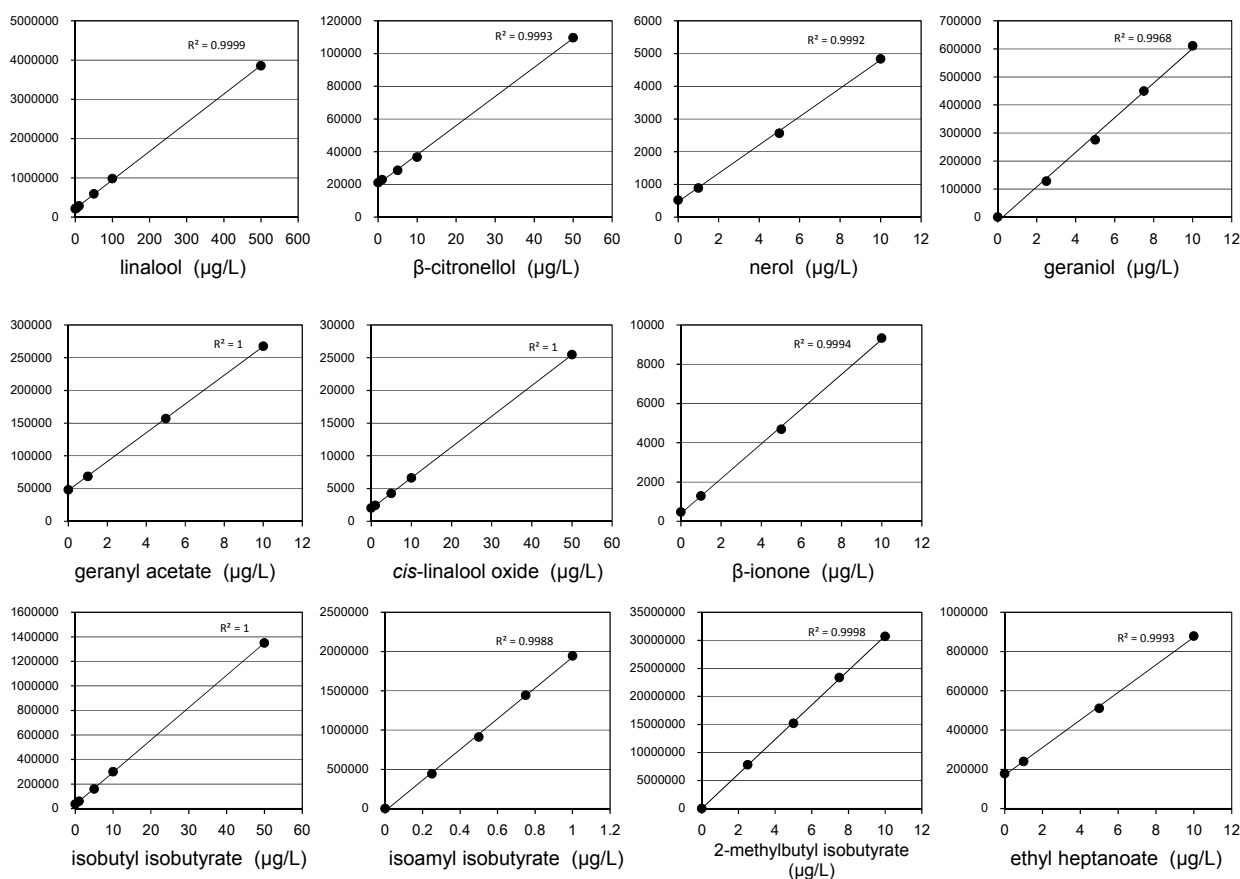 5000000
4000000
3000000
2000000
1000000
0
R² = 0.9999
0 100 200 300 400 500 600
linalool (µg/L)
120000
100000
80000
60000
40000
20000
0
R² = 0.9993
0 10 20 30 40 50 60
β-citronellol (µg/L)
6000
5000
4000
3000
2000
1000
0
R² = 0.9992
0 2 4 6 8 10 12
nerol (µg/L)
700000
600000
500000
400000
300000
200000
100000
0
R² = 0.9968
0 2 4 6 8 10 12
geraniol (µg/L)
300000
250000
200000
150000
100000
50000
0
R² = 1
0 2 4 6 8 10 12
geranyl acetate (µg/L)
30000
25000
20000
15000
10000
5000
0
R² = 1
0 10 20 30 40 50 60
cis-linalool oxide (µg/L)
10000
8000
6000
4000
2000
0
R² = 0.9994
0 2 4 6 8 10 12
β-ionone (µg/L)
1600000
1400000
1200000
1000000
800000
600000
400000
200000
0
R² = 1
0 10 20 30 40 50 60
isobutyl isobutyrate (µg/L)
2500000
2000000
1500000
1000000
500000
0
R² = 0.9988
0 0.2 0.4 0.6 0.8 1 1.2
isoamyl isobutyrate (µg/L)
35000000
30000000
25000000
20000000
15000000
10000000
5000000
0
R² = 0.9998
0 2 4 6 8 10 12
2-methylbutyl isobutyrate
(µg/L)
1000000
800000
600000
400000
200000
0
R² = 0.9993
0 2 4 6 8 10 12
ethyl heptanoate (µg/L)